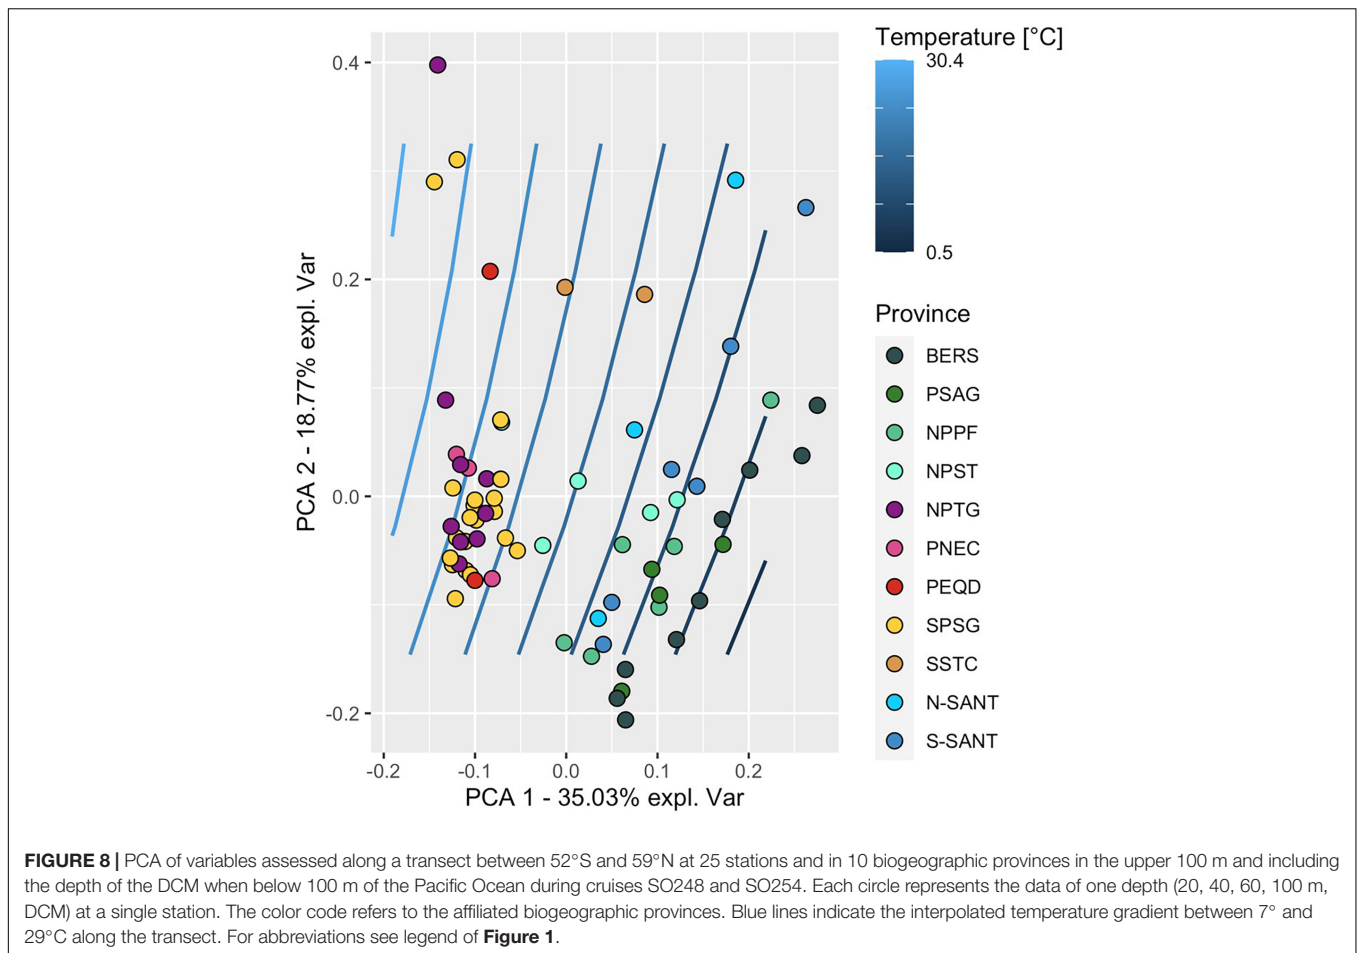 Temperature [°C]
30.4
0.5
Province
BERS
PSAG
NPPF
NPST
NPTG
PNEC
PEQD
SPSG
SSTC
N-SANT
S-SANT
PCA 2 - 18.77% expl. Var
0.4
0.2
0.0
-0.2
-0.2
-0.1
0.0
0.1
0.2
PCA 1 - 35.03% expl. Var
FIGURE 8 | PCA of variables assessed along a transect between 52°S and 59°N at 25 stations and in 10 biogeographic provinces in the upper 100 m and including
the depth of the DCM when below 100 m of the Pacific Ocean during cruises SO248 and SO254. Each circle represents the data of one depth (20, 40, 60, 100 m,
DCM) at a single station. The color code refers to the affiliated biogeographic provinces. Blue lines indicate the interpolated temperature gradient between 7° and
29°C along the transect. For abbreviations see legend of Figure 1.